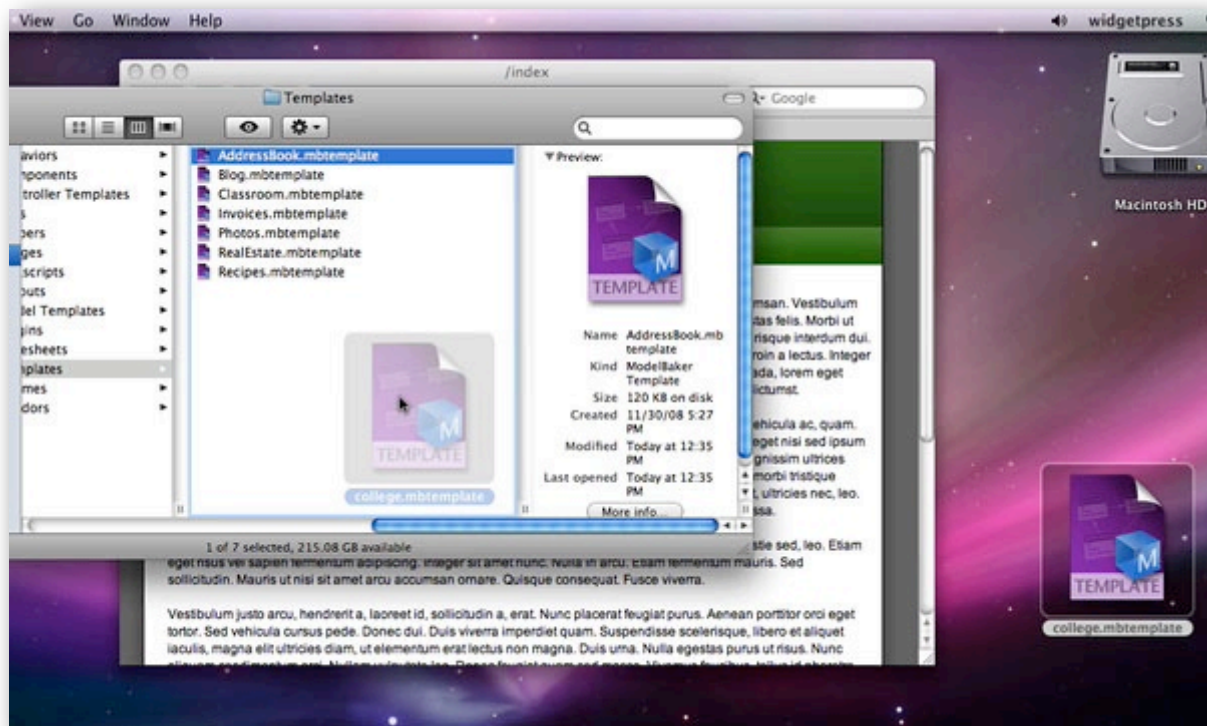 View Go Window Help
widgetpress
/index
Templates
Google
Macintosh HD
aviors
nponents
troller Templates
s
pers
ges
scripts
outs
del Templates
gins
esheets
nplates
mes
dors
AddressBook.mbtemplate
Blog.mbtemplate
Classroom.mbtemplate
Invoices.mbtemplate
Photos.mbtemplate
RealEstate.mbtemplate
Recipes.mbtemplate
TEMPLATE
college.mbtemplate
Preview:
TEMPLATE
Name AddressBook.mb
template
Kind ModelBaker
Template
Size 120 KB on disk
Created 11/30/08 5:27
PM
Modified Today at 12:35
PM
Last opened Today at 12:35
PM
More info...
1 of 7 selected, 215.08 GB available
msan. Vestibulum
tas felis. Morbi ut
risque interdum dui.
roin a lectus. Integer
ada, lorem eget
ictumst.
ehicula ac, quam.
eget nisi sed ipsum
gnissim ultrices
morbi tristique
t, ultricies nec, leo.
ssa.
stie sed, leo. Etiam
eget risus vel sapien fermentum adipiscing. Integer sit amet nunc. Nulla in arcu. Etiam fermentum mauris. Sed
sollicitudin. Mauris ut nisi sit amet arcu accumsan ornare. Quisque consequat. Fusce viverra.
Vestibulum justo arcu, hendrerit a, laoreet id, sollicitudin a, erat. Nunc placerat feugiat purus. Aenean porttitor orci eget
tortor. Sed vehicula cursus pede. Donec dui. Duis viverra imperdiet quam. Suspendisse scelerisque, libero et aliquet
iaculis, magna elit ultricies diam, ut elementum erat lectus non magna. Duis urna. Nulla egestas purus ut risus. Nunc
TEMPLATE
college.mbtemplate